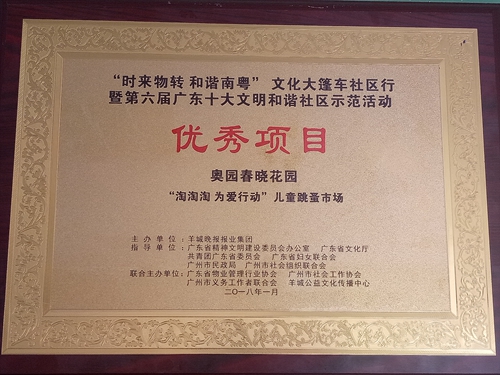 “时来物转 和谐南粤” 文化大篷车社区行
暨第六届广东十大文明和谐社区示范活动
优秀项目
奥园春晓花园
“淘淘淘 为爱行动”儿童跳蚤市场
主办单位：羊城晚报报业集团
指导单位：广东省精神文明建设委员会办公室 广东省文化厅
共青团广东省委员会 广东省妇女联合会
广州市民政局 广州市社会组织联合会
联合主办单位：广东省物业管理行业协会 广州市社会工作协会
广州市义务工作者联合会 羊城公益文化传播中心
二〇一八年一月